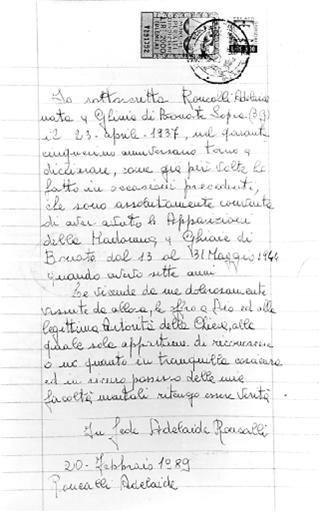 Io sottoscritta Roncalli Adelaide
nata a Ghiaie di Bonate Sopra (BG)
il 23 - aprile - 1937, nel quaranta
cinquesimo anniversario torno a
dichiarare, come già più volte ho
fatto in occasioni precedenti,
che sono assolutamente convinta
di aver avuto le Apparizioni
della Madonna a Ghiaie di
Bonate dal 13 al 31 Maggio 1944
quando avevo sette anni
Le vicende da me dolorosamente
vissute da allora, le offro a Dio ed alla
legittima Autorità della Chiesa, alla
quale sola appartiene di riconoscere
o no quanto in tranquilla coscienza
ed in sicuro possesso delle mie
facoltà mentali ritengo essere verità.
In fede Adelaide Roncalli
20 - Febbraio 1989
Roncalli Adelaide